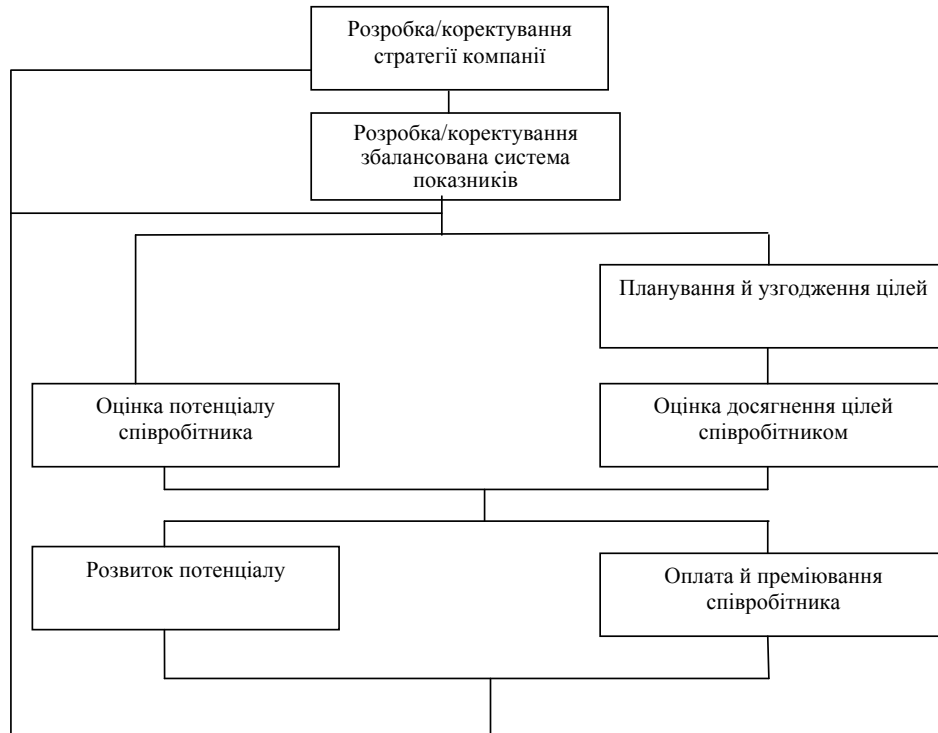 Розробка/коректування
стратегії компанії
Розробка/коректування
збалансована система
показників
Планування й узгодження цілей
Оцінка потенціалу
співробітника
Оцінка досягнення цілей
співробітником
Розвиток потенціалу
Оплата й преміювання
співробітника